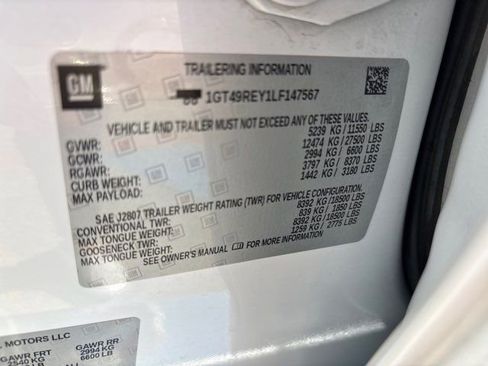 GM
TRAILERING INFORMATION
1GT49REY1LF147567
VEHICLE AND TRAILER MUST NOT EXCEED ANY OF THESE VALUES.
GVWR: 5239 KG / 11550 LBS
GCWR: 12474 KG / 27500 LBS
RGAWR: 2994 KG / 6600 LBS
CURB WEIGHT: 3797 KG / 8370 LBS
MAX PAYLOAD: 1442 KG / 3180 LBS
SAE J2807 TRAILER WEIGHT RATING (TWR) FOR VEHICLE CONFIGURATION.
CONVENTIONAL TWR: 8392 KG / 18500 LBS
MAX TONGUE WEIGHT: 839 KG / 1850 LBS
GOOSENECK TWR: 8392 KG / 18500 LBS
MAX TONGUE WEIGHT: 1259 KG / 2775 LBS
SEE OWNER'S MANUAL FOR MORE INFORMATION
MOTORS LLC
GAWR FRT GAWR RR
2540 KG 2994 KG
6600 LB